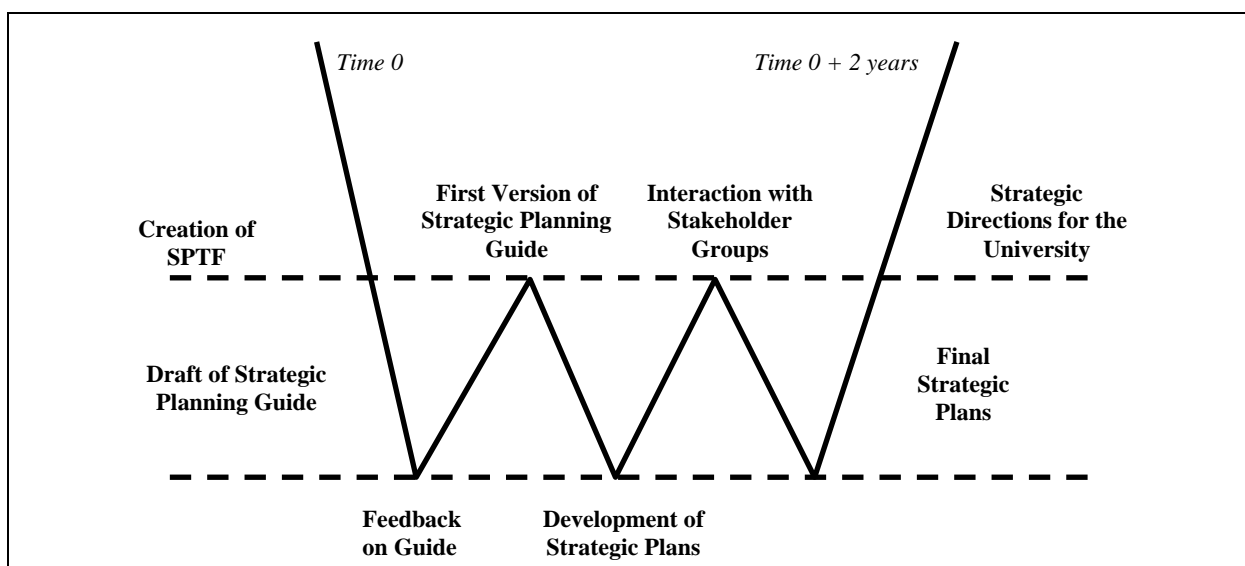 Time 0
Time 0 + 2 years
Creation of
SPTF
First Version of
Strategic Planning
Guide
Interaction with
Stakeholder
Groups
Strategic
Directions for the
University
Draft of Strategic
Planning Guide
Final
Strategic
Plans
Feedback
on Guide
Development of
Strategic Plans